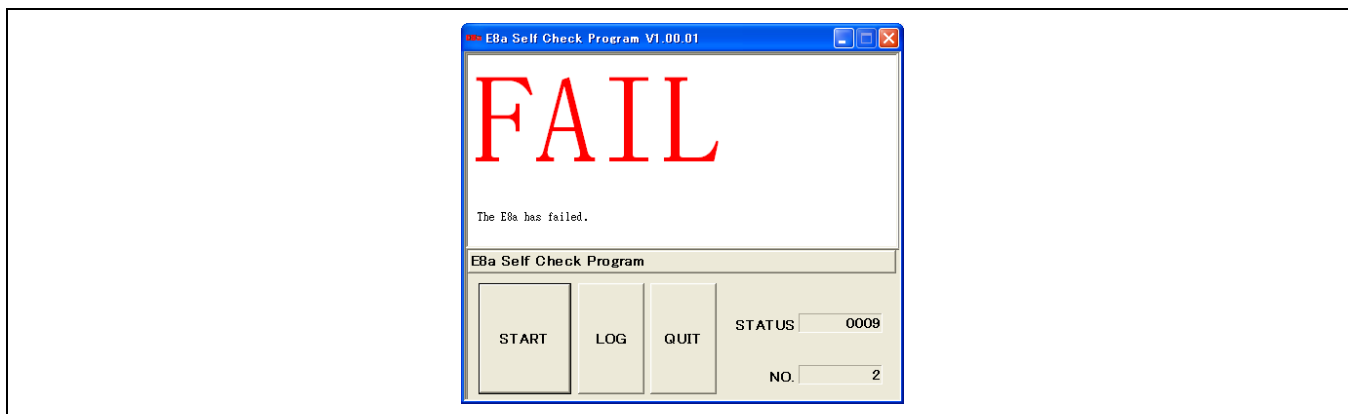 E8a Self Check Program V1.00.01
FAIL
The E8a has failed.
E8a Self Check Program
START
LOG
QUIT
STATUS 0009
NO. 2